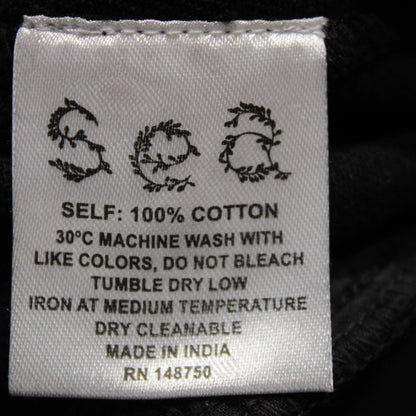 Sea
SELF: 100% COTTON
30°C MACHINE WASH WITH
LIKE COLORS, DO NOT BLEACH
TUMBLE DRY LOW
IRON AT MEDIUM TEMPERATURE
DRY CLEANABLE
MADE IN INDIA
RN 148750